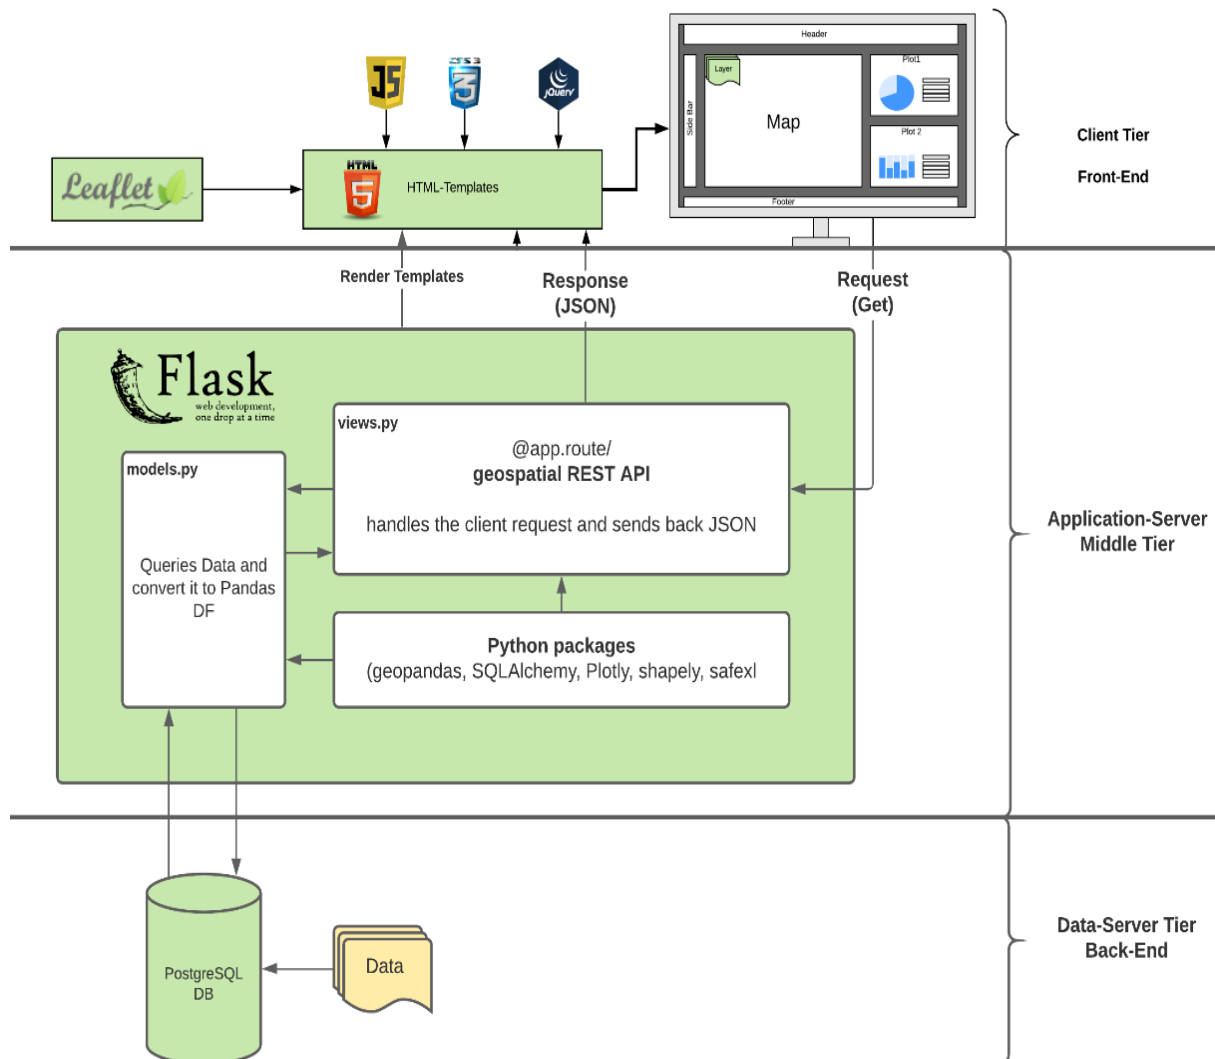 Header
JS
CSS3
jQuery
Layer
Plot1
Side Bar
Map
Plot 2
Client Tier
HTML
5
Leaflet
HTML-Templates
Front-End
Footer
Render Templates
Response
(JSON)
Request
(Get)
Flask
web development,
one drop at a time
views.py
@app.route/
geospatial REST API
handles the client request and sends back JSON
models.py
Queries Data and
convert it to Pandas
DF
Application-Server
Middle Tier
Python packages
(geopandas, SQLAlchemy, Plotly, shapely, safexl
Data-Server Tier
Back-End
PostgreSQL
DB
Data